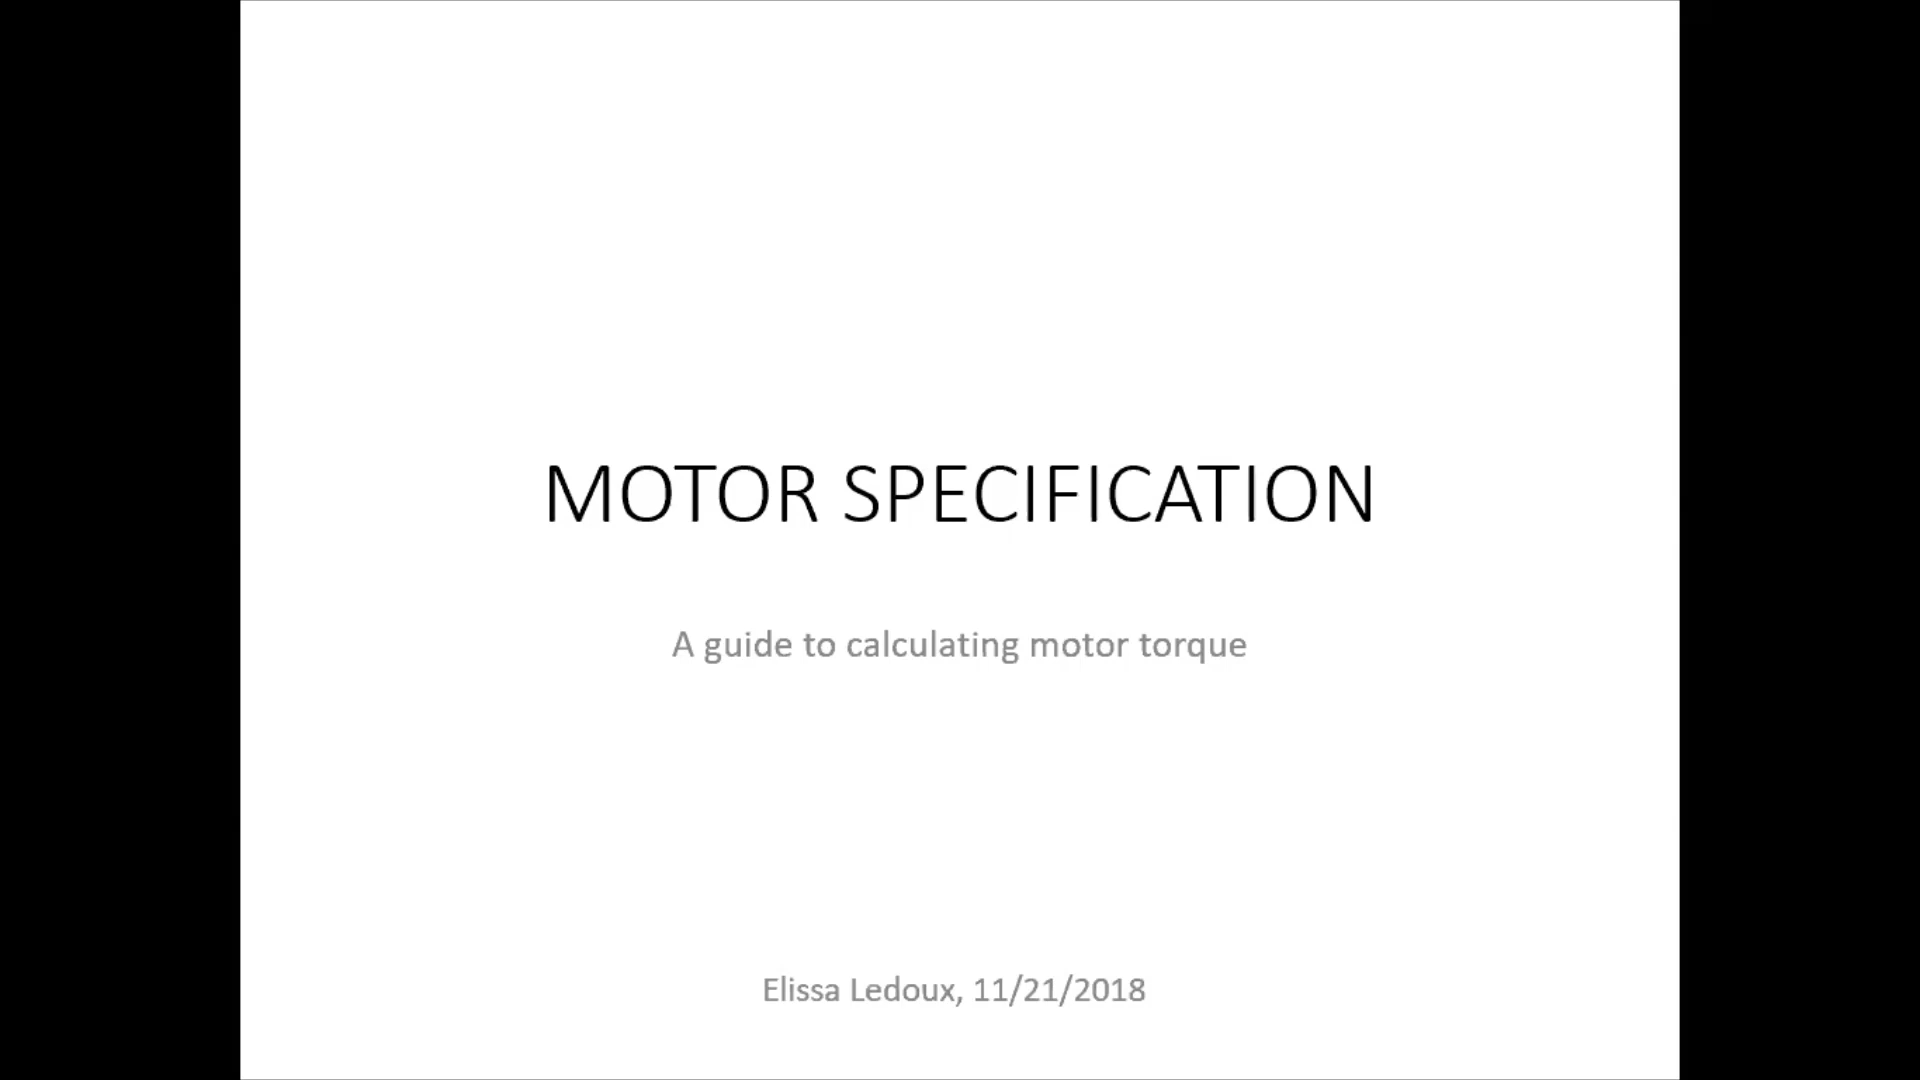 MOTOR SPECIFICATION
A guide to calculating motor torque
Elissa Ledoux, 11/21/2018